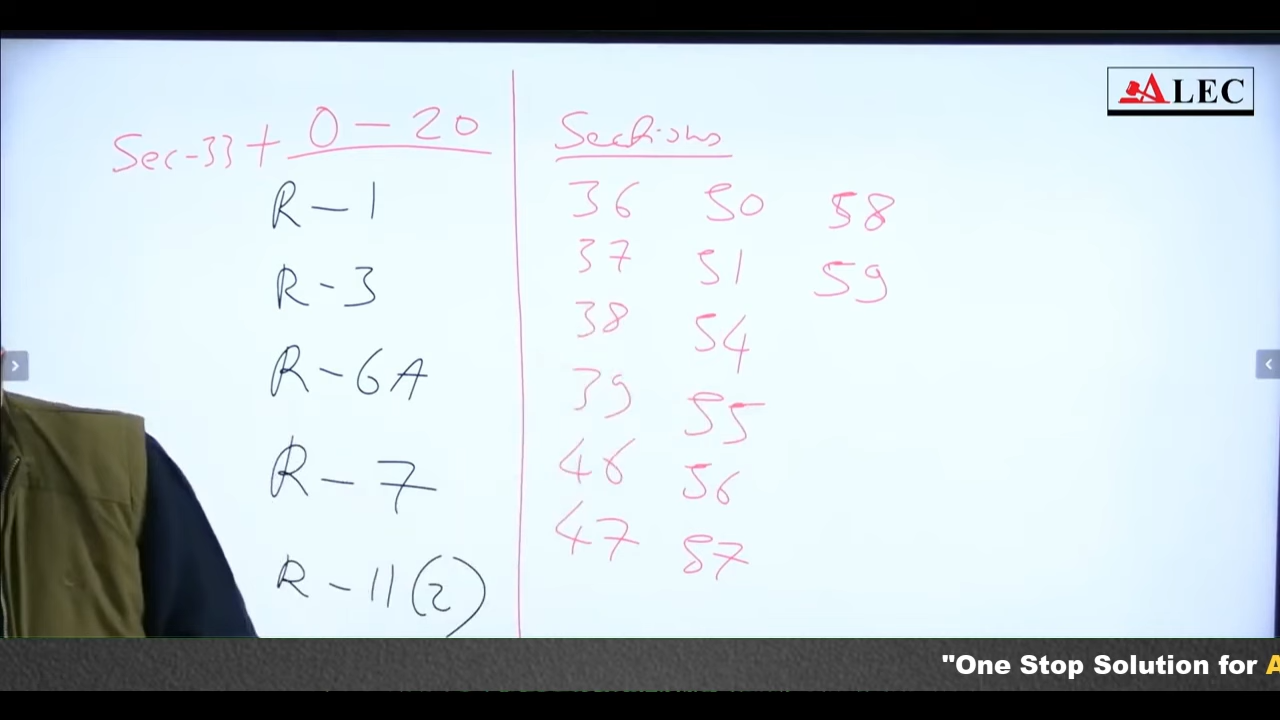 ALEC
Sec-33 + O - 20
R - 1
R - 3
R - 6A
R - 7
R - 11(2)
Sections
36 50 58
37 51 59
38 54
39 55
46 56
47 57
"One Stop Solution for A